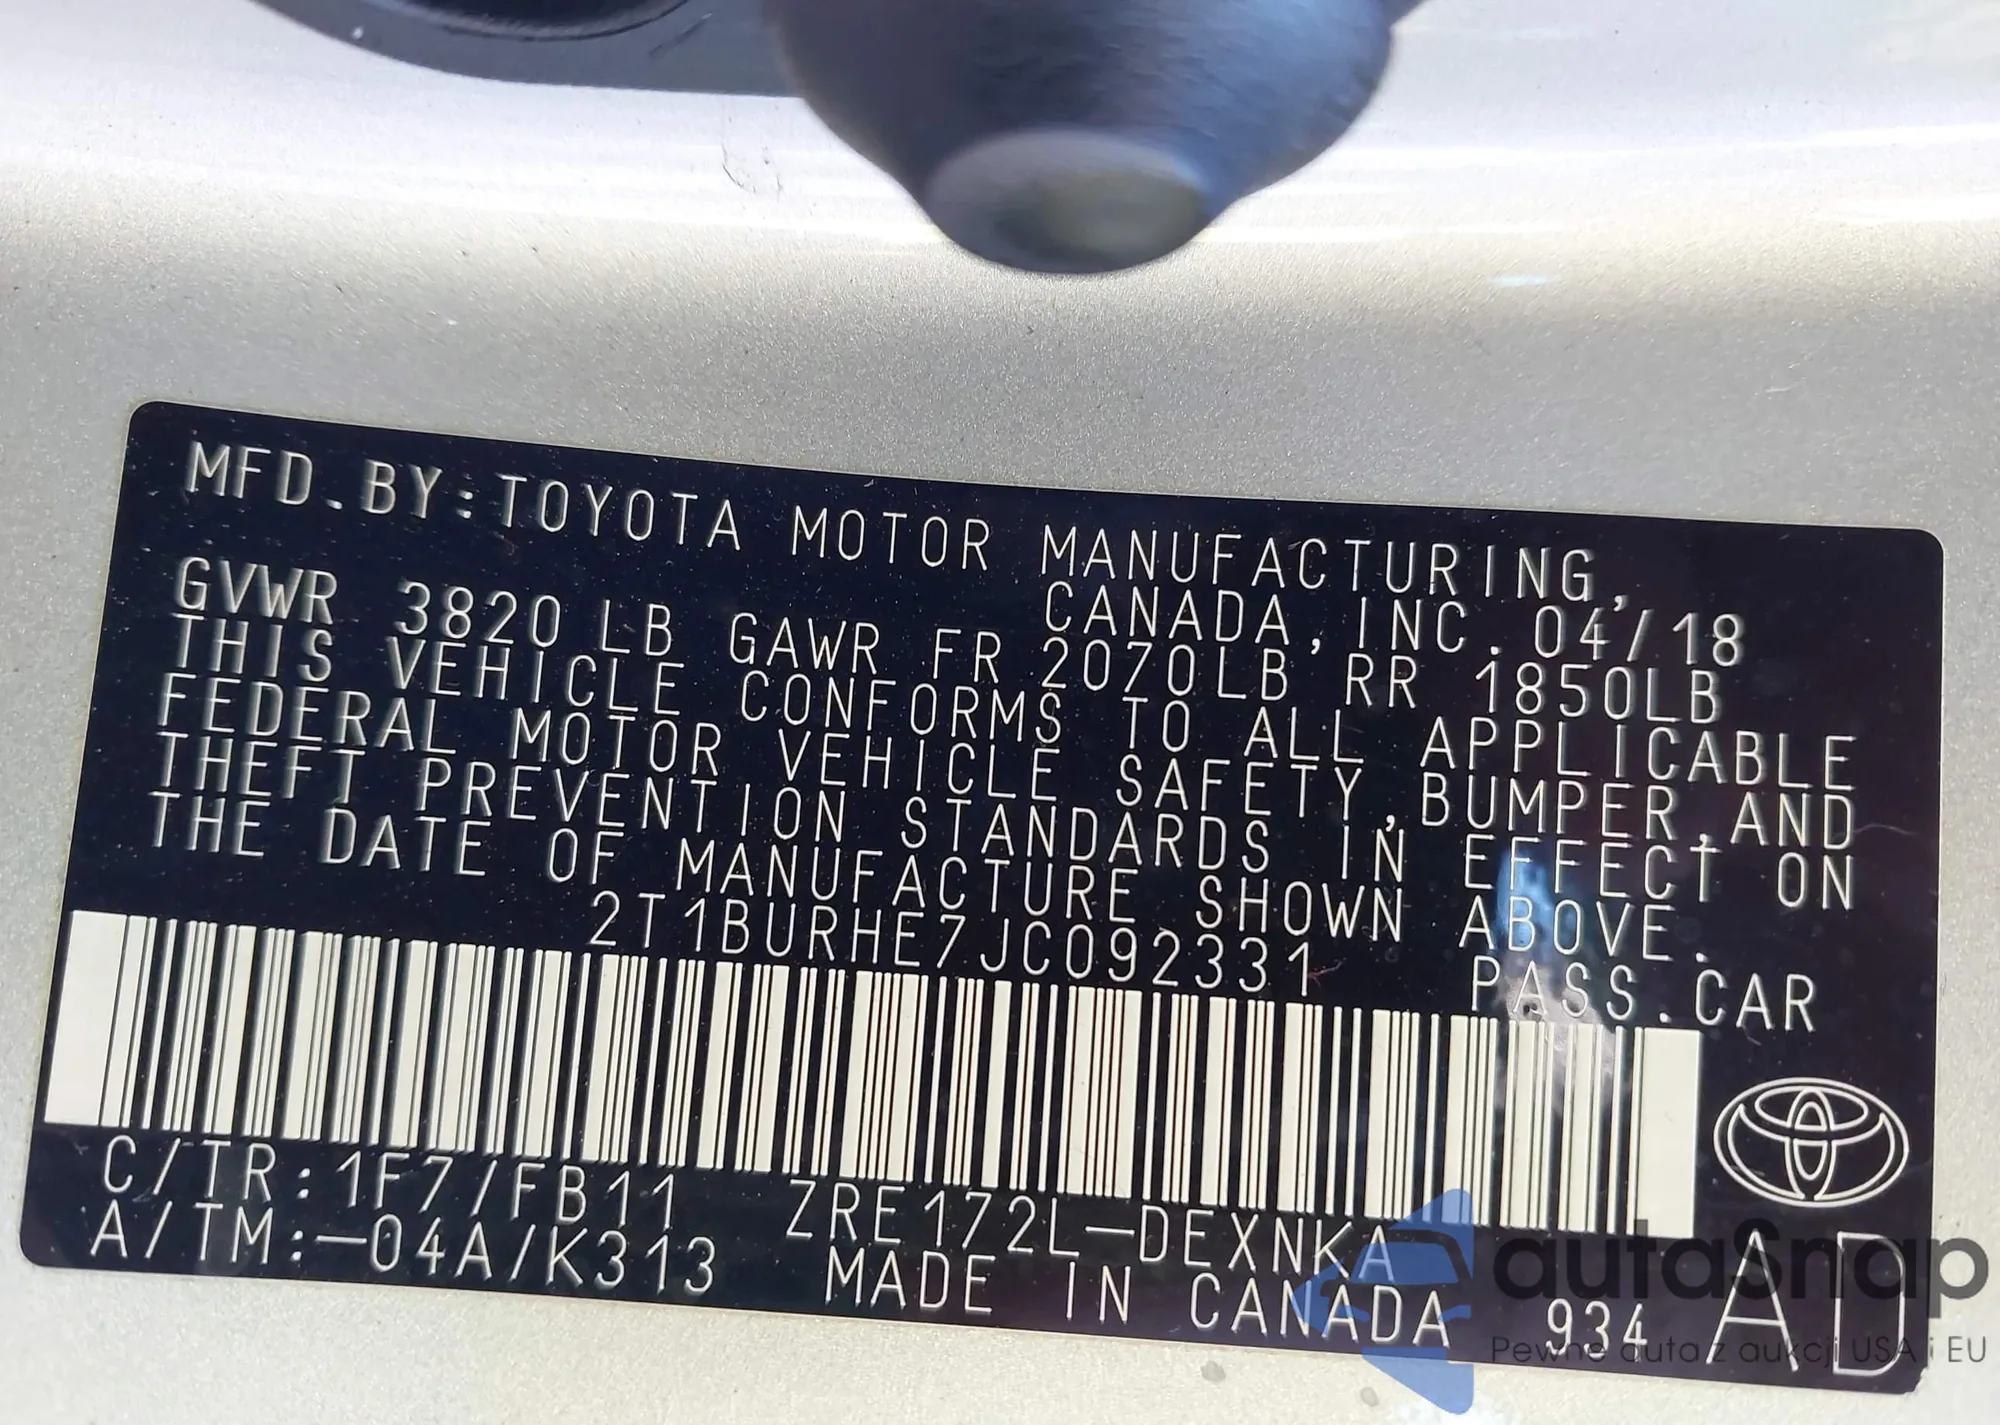 MFD.BY:TOYOTA MOTOR MANUFACTURING,
CANADA,INC. 04/18
GVWR 3820 LB GAWR FR 2070LB RR 1850LB
THIS VEHICLE CONFORMS TO ALL APPLICABLE
FEDERAL MOTOR VEHICLE SAFETY,BUMPER,AND
THEFT PREVENTION STANDARDS IN EFFECT ON
THE DATE OF MANUFACTURE SHOWN ABOVE.
2T1BURHE7JC092331 PASS.CAR
C/TR:1F7/FB11 ZRE172L-DEXNKA
A/TM:-04A/K313 MADE IN CANADA 934 AD
autaSnap
Pewne auta z aukcji USA i EU